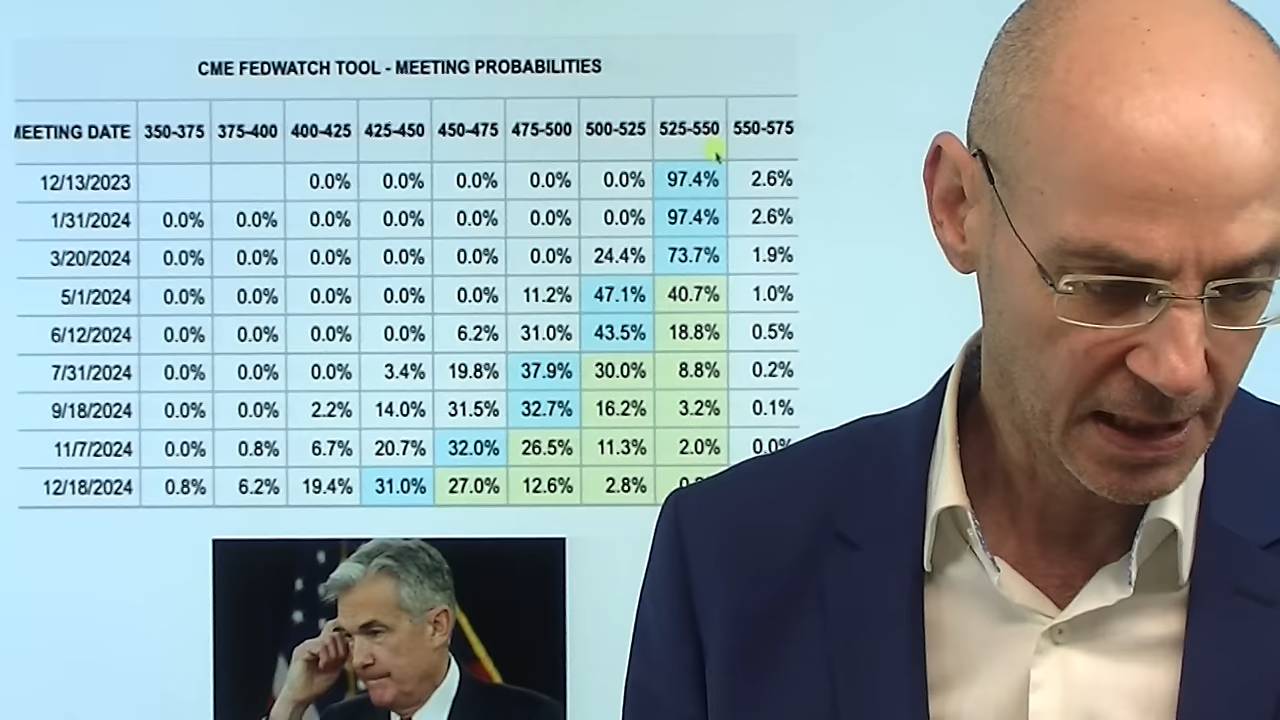 CME FEDWATCH TOOL - MEETING PROBABILITIES
MEETING DATE 350-375 375-400 400-425 425-450 450-475 475-500 500-525 525-550 550-575
12/13/2023 0.0% 0.0% 0.0% 0.0% 0.0% 97.4% 2.6%
1/31/2024 0.0% 0.0% 0.0% 0.0% 0.0% 0.0% 0.0% 97.4% 2.6%
3/20/2024 0.0% 0.0% 0.0% 0.0% 0.0% 0.0% 24.4% 73.7% 1.9%
5/1/2024 0.0% 0.0% 0.0% 0.0% 0.0% 11.2% 47.1% 40.7% 1.0%
6/12/2024 0.0% 0.0% 0.0% 0.0% 6.2% 31.0% 43.5% 18.8% 0.5%
7/31/2024 0.0% 0.0% 0.0% 3.4% 19.8% 37.9% 30.0% 8.8% 0.2%
9/18/2024 0.0% 0.0% 2.2% 14.0% 31.5% 32.7% 16.2% 3.2% 0.1%
11/7/2024 0.0% 0.8% 6.7% 20.7% 32.0% 26.5% 11.3% 2.0% 0.0%
12/18/2024 0.8% 6.2% 19.4% 31.0% 27.0% 12.6% 2.8%